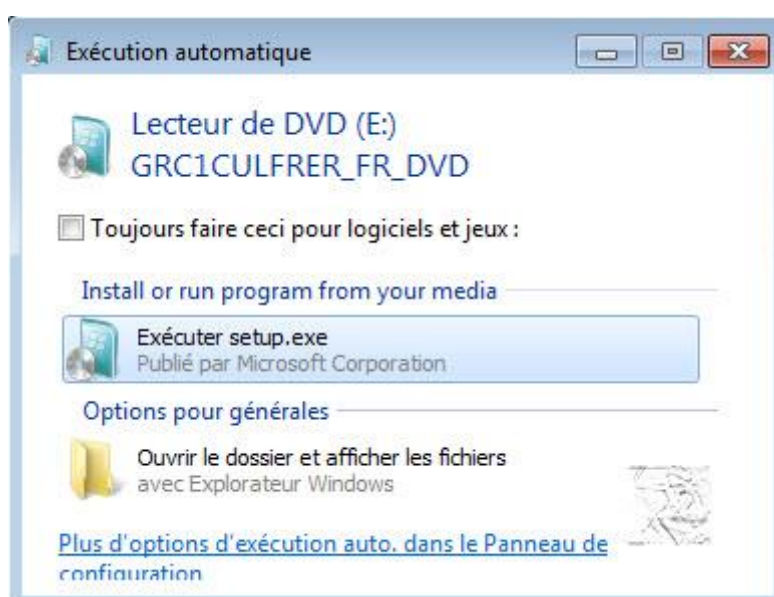 Exécution automatique
Lecteur de DVD (E:)
GRC1CULFRER_FR_DVD
Toujours faire ceci pour logiciels et jeux :
Install or run program from your media
Exécuter setup.exe
Publié par Microsoft Corporation
Options pour générales
Ouvrir le dossier et afficher les fichiers
avec Explorateur Windows
Plus d'options d'exécution auto. dans le Panneau de
configuration